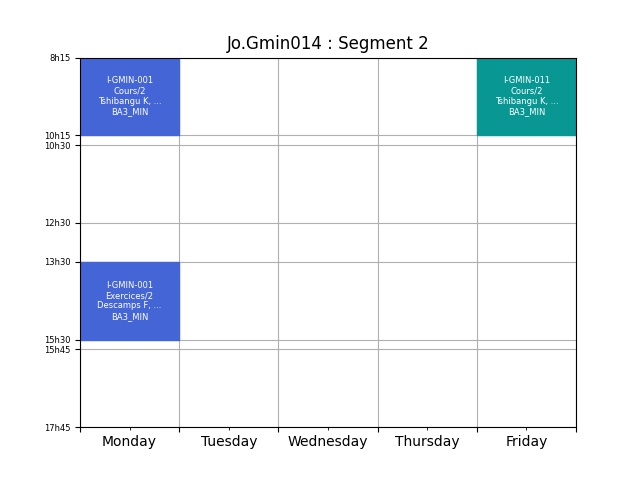 Jo.Gmin014 : Segment 2
8h15
I-GMIN-001
Cours/2
Tshibangu K, ...
BA3_MIN
I-GMIN-011
Cours/2
Tshibangu K, ...
BA3_MIN
10h15
10h30
12h30
13h30
I-GMIN-001
Exercices/2
Descamps F, ...
BA3_MIN
15h30
15h45
17h45
Monday Tuesday Wednesday Thursday Friday